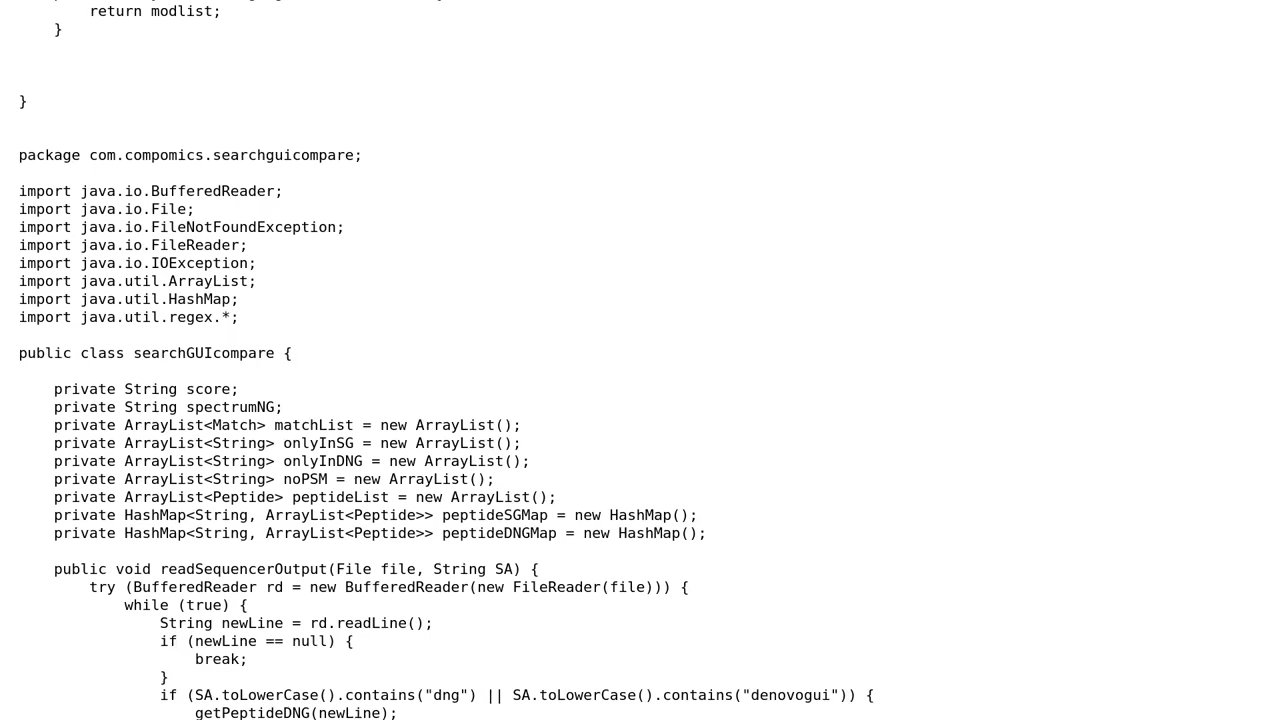 return modlist;
}
}
package com.compomics.searchguicompare;
import java.io.BufferedReader;
import java.io.File;
import java.io.FileNotFoundException;
import java.io.FileReader;
import java.io.IOException;
import java.util.ArrayList;
import java.util.HashMap;
import java.util.regex.*;
public class searchGUIcompare {
private String score;
private String spectrumNG;
private ArrayList<Match> matchList = new ArrayList();
private ArrayList<String> onlyInSG = new ArrayList();
private ArrayList<String> onlyInDNG = new ArrayList();
private ArrayList<String> noPSM = new ArrayList();
private ArrayList<Peptide> peptideList = new ArrayList();
private HashMap<String, ArrayList<Peptide>> peptideSGMap = new HashMap();
private HashMap<String, ArrayList<Peptide>> peptideDNGMap = new HashMap();
public void readSequencerOutput(File file, String SA) {
try (BufferedReader rd = new BufferedReader(new FileReader(file))) {
while (true) {
String newLine = rd.readLine();
if (newLine == null) {
break;
}
if (SA.toLowerCase().contains("dng") || SA.toLowerCase().contains("denovogui")) {
getPeptideDNG(newLine);